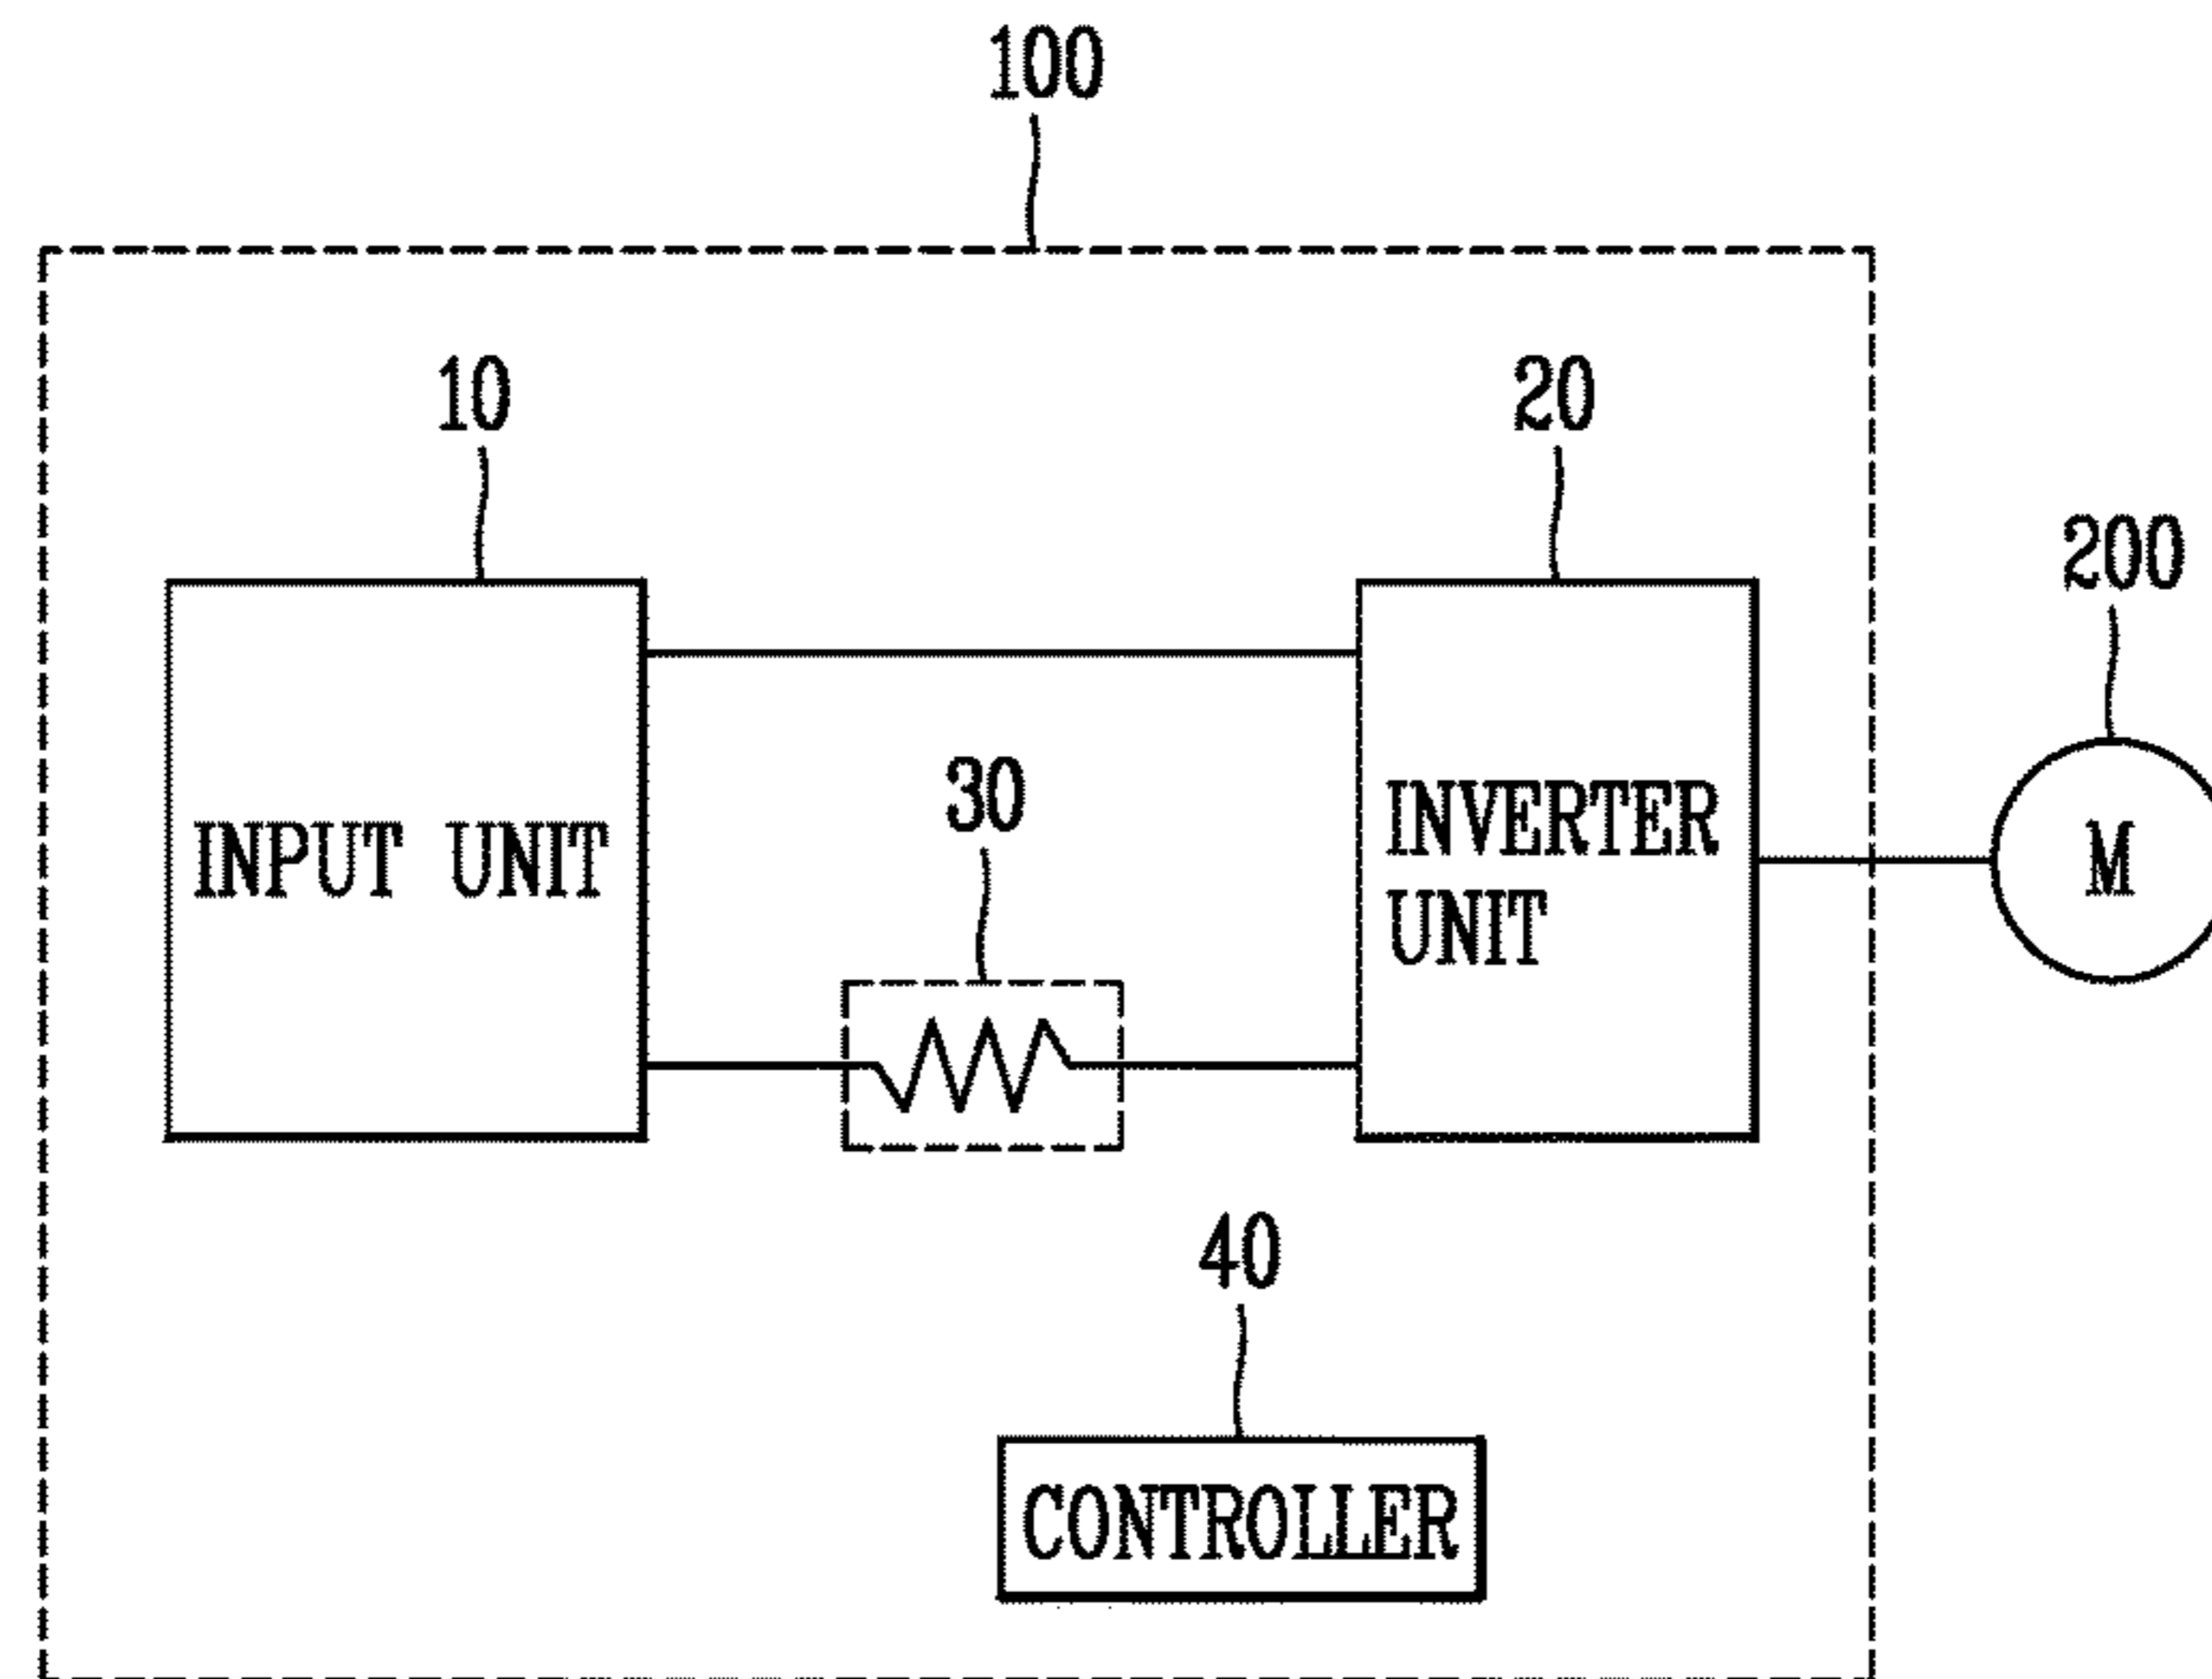 100
10
20
200
30
INPUT UNIT
INVERTER
UNIT
M
40
CONTROLLER